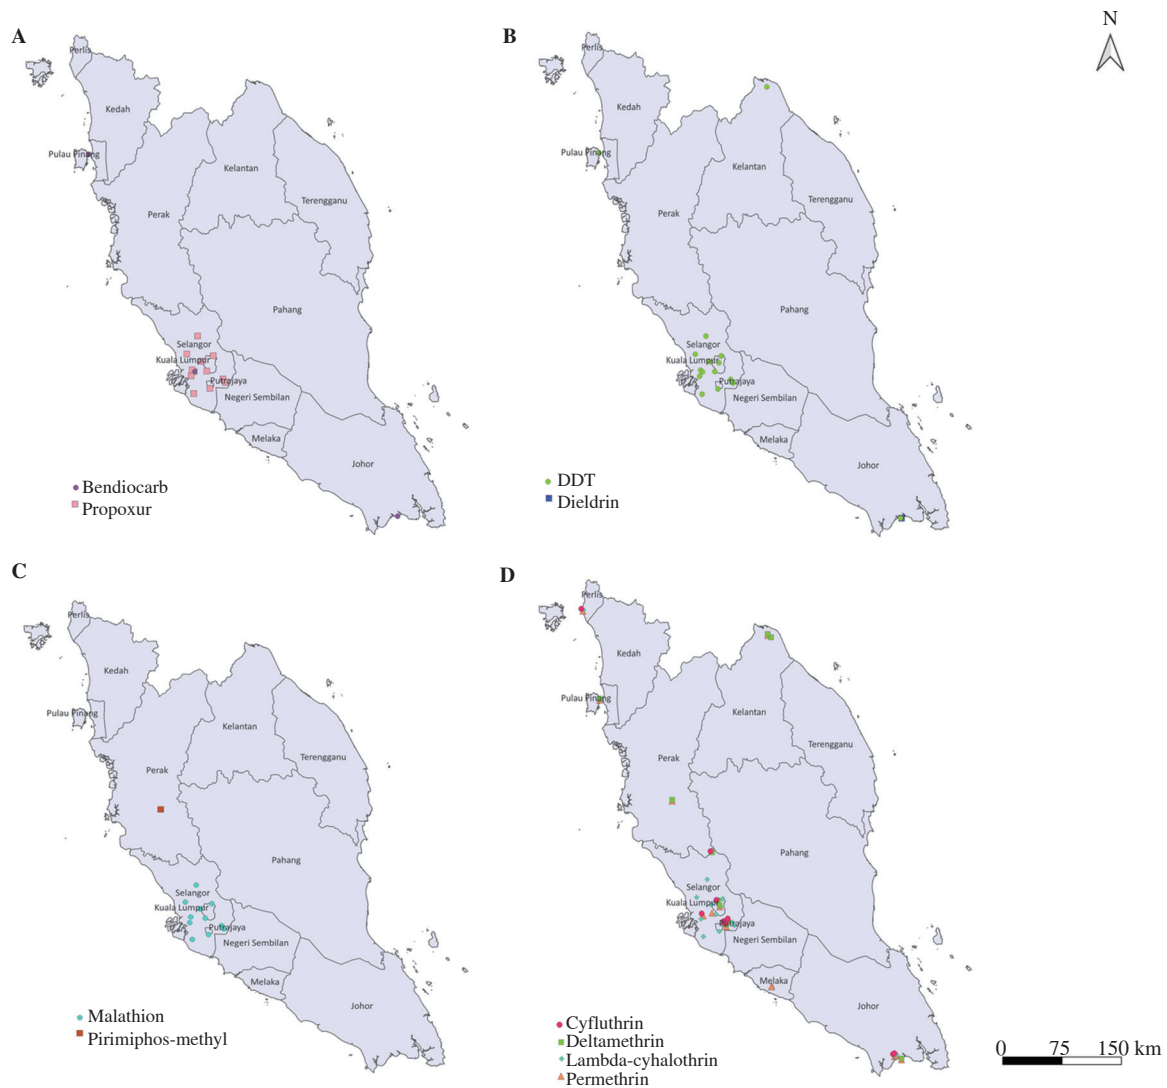 A
B
N
Perlis
Kedah
Pulau Pinang
Kelantan
Terengganu
Perak
Pahang
Selangor
Kuala Lumpur
Putrajaya
Negeri Sembilan
Melaka
Johor
Bendiocarb
Propoxur
Perlis
Kedah
Pulau Pinang
Kelantan
Terengganu
Perak
Pahang
Selangor
Kuala Lumpur
Putrajaya
Negeri Sembilan
Melaka
Johor
DDT
Dieldrin
C
D
Perlis
Kedah
Pulau Pinang
Kelantan
Terengganu
Perak
Pahang
Selangor
Kuala Lumpur
Putrajaya
Negeri Sembilan
Melaka
Johor
Malathion
Pirimiphos-methyl
Perlis
Kedah
Pulau Pinang
Kelantan
Terengganu
Perak
Pahang
Selangor
Kuala Lumpur
Putrajaya
Negeri Sembilan
Melaka
Johor
Cyfluthrin
Deltamethrin
Lambda-cyhalothrin
Permethrin
0 75 150 km